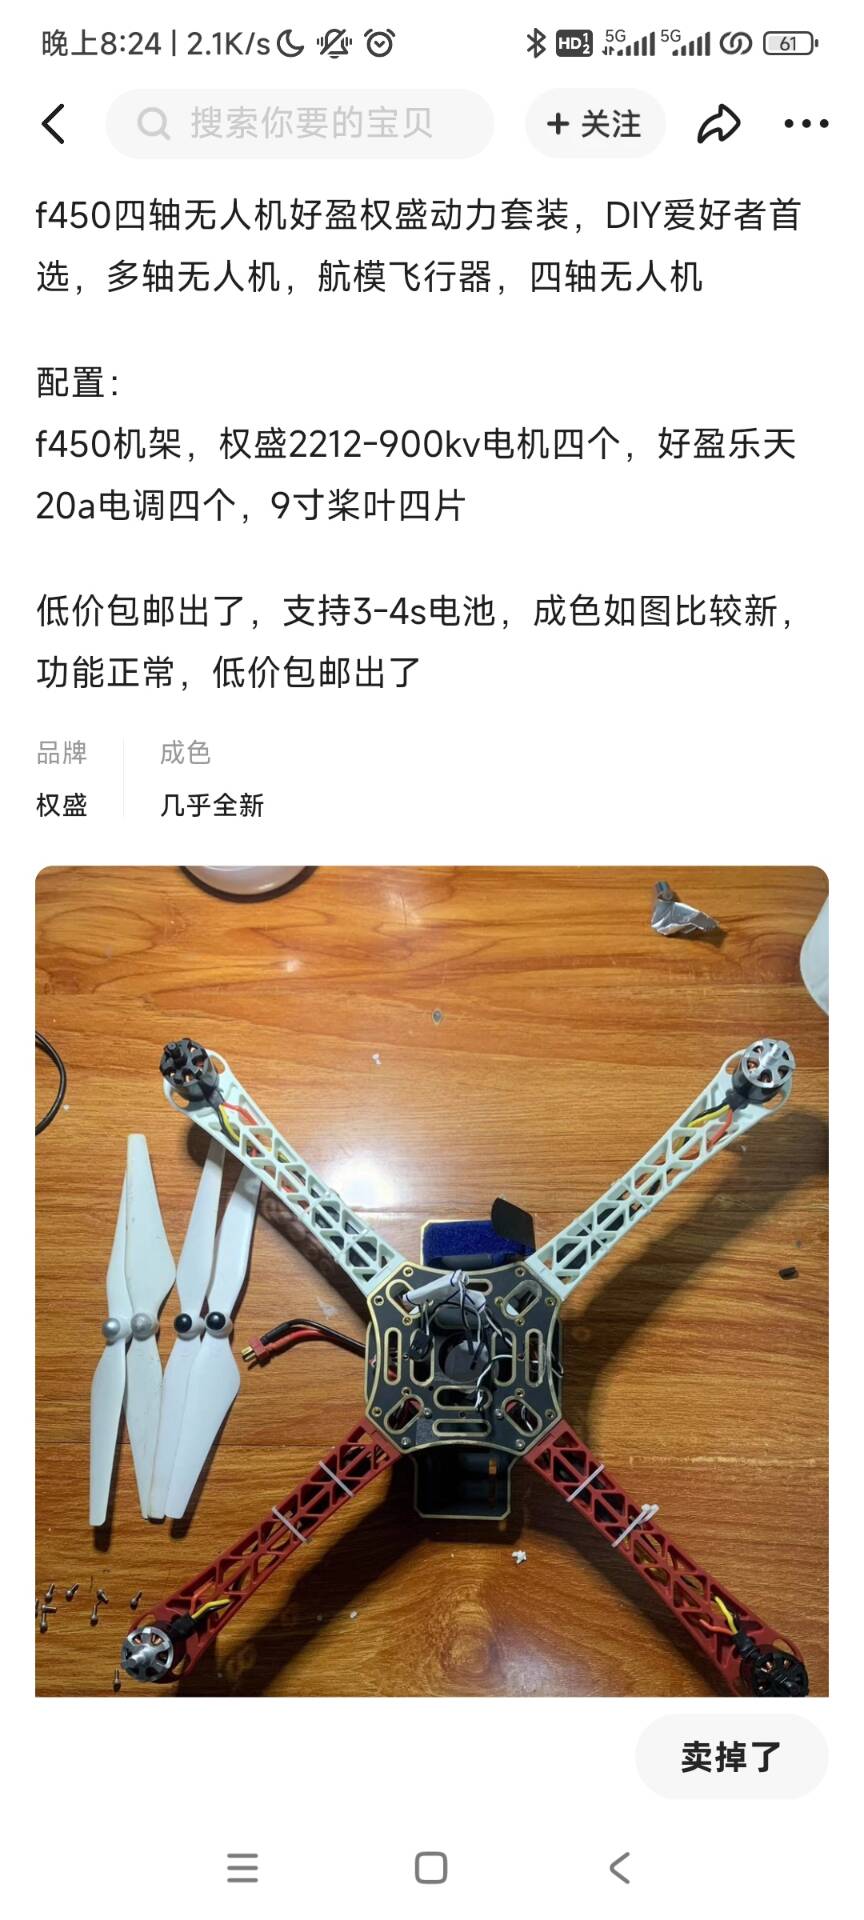 晚上8:24 | 2.1K/s HD 1 2 5G 5G 61
搜索你要的宝贝 + 关注
f450四轴无人机好盈权盛动力套装，DIY爱好者首
选，多轴无人机，航模飞行器，四轴无人机
配置：
f450机架，权盛2212-900kv电机四个，好盈乐天
20a电调四个，9寸桨叶四片
低价包邮出了，支持3-4s电池，成色如图比较新，
功能正常，低价包邮出了
品牌 成色
权盛 几乎全新
卖掉了